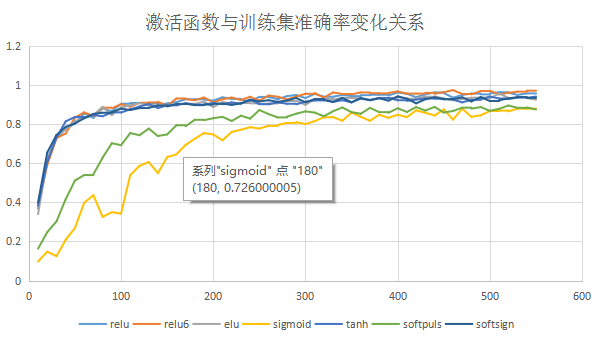 激活函数与训练集准确率变化关系
1.2
1
0.8
0.6
0.4
0.2
0
系列"sigmoid" 点 "180"
(180, 0.726000005)
0 100 200 300 400 500 600
relu relu6 elu sigmoid tanh softpuls softsign